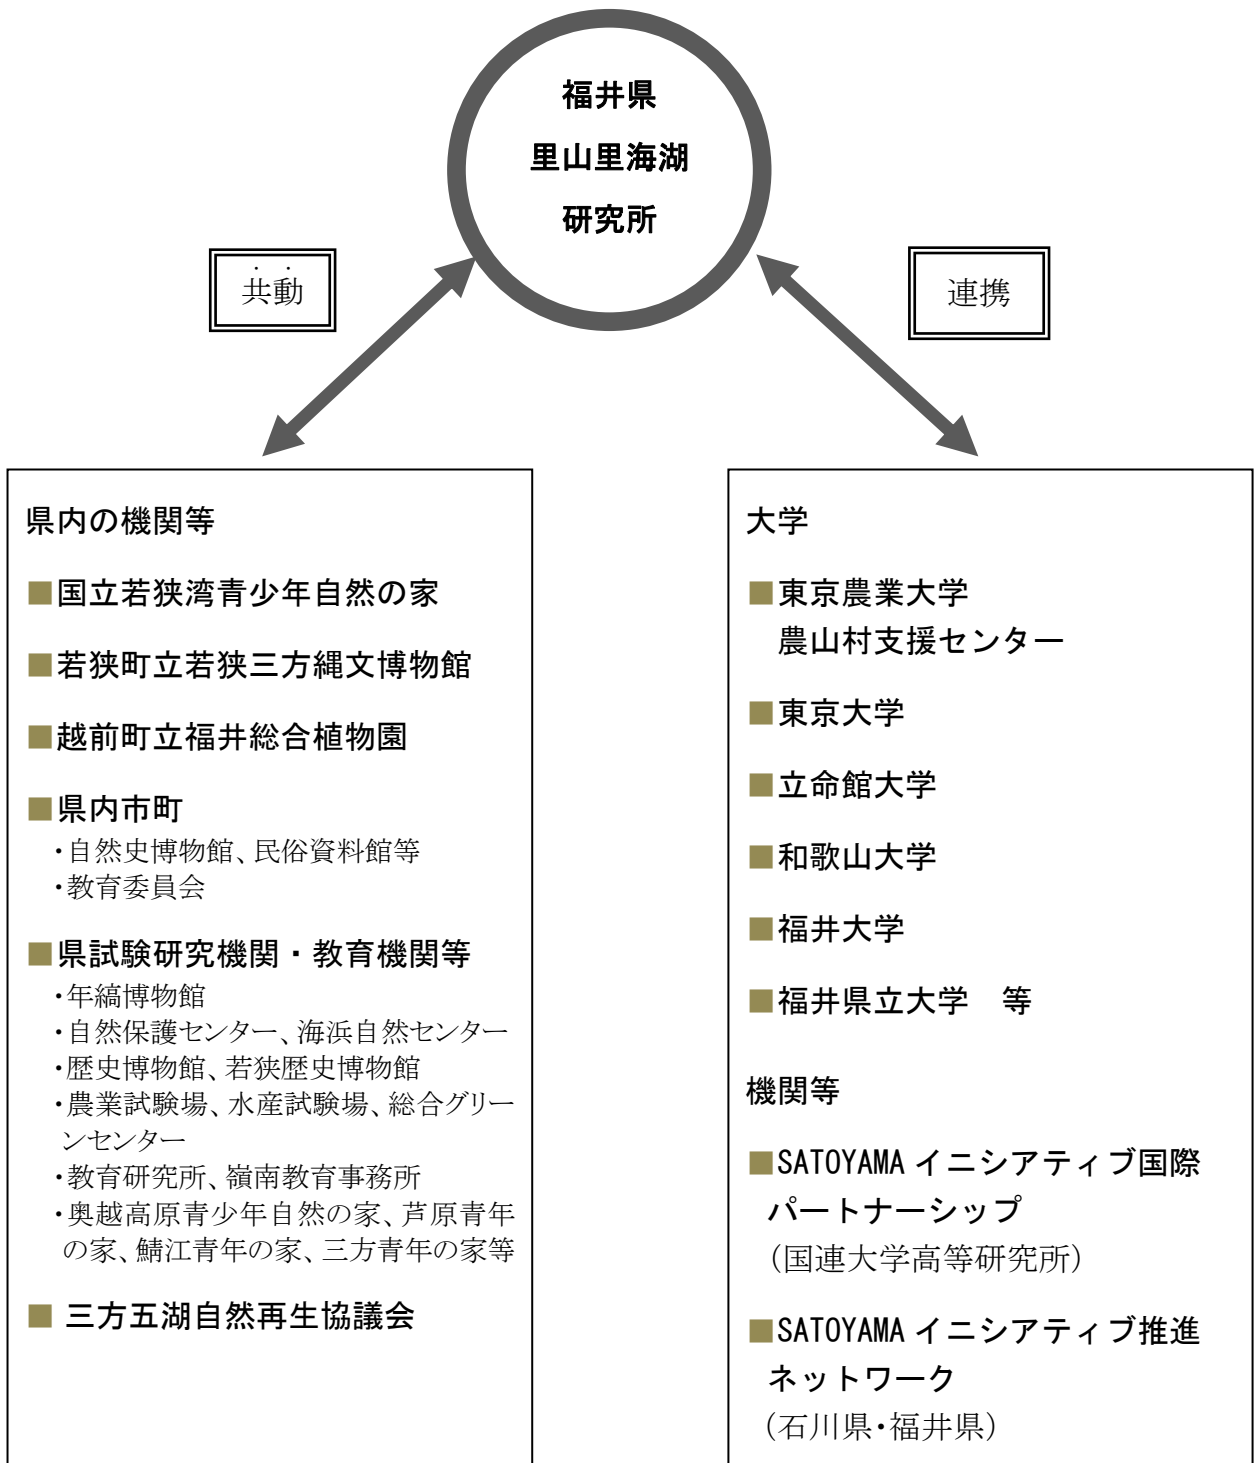 福井県
里山里海湖
研究所
共動
連携
県内の機関等
■国立若狭湾青少年自然の家
■若狭町立若狭三方縄文博物館
■越前町立福井総合植物園
■県内市町
・自然史博物館、民俗資料館等
・教育委員会
■県試験研究機関・教育機関等
・年縞博物館
・自然保護センター、海浜自然センター
・歴史博物館、若狭歴史博物館
・農業試験場、水産試験場、総合グリー
ンセンター
・教育研究所、嶺南教育事務所
・奥越高原青少年自然の家、芦原青年
の家、鯖江青年の家、三方青年の家等
■ 三方五湖自然再生協議会
大学
■東京農業大学
農山村支援センター
■東京大学
■立命館大学
■和歌山大学
■福井大学
■福井県立大学　等
機関等
■SATOYAMA イニシアティブ国際
パートナーシップ
（国連大学高等研究所）
■SATOYAMA イニシアティブ推進
ネットワーク
（石川県・福井県）